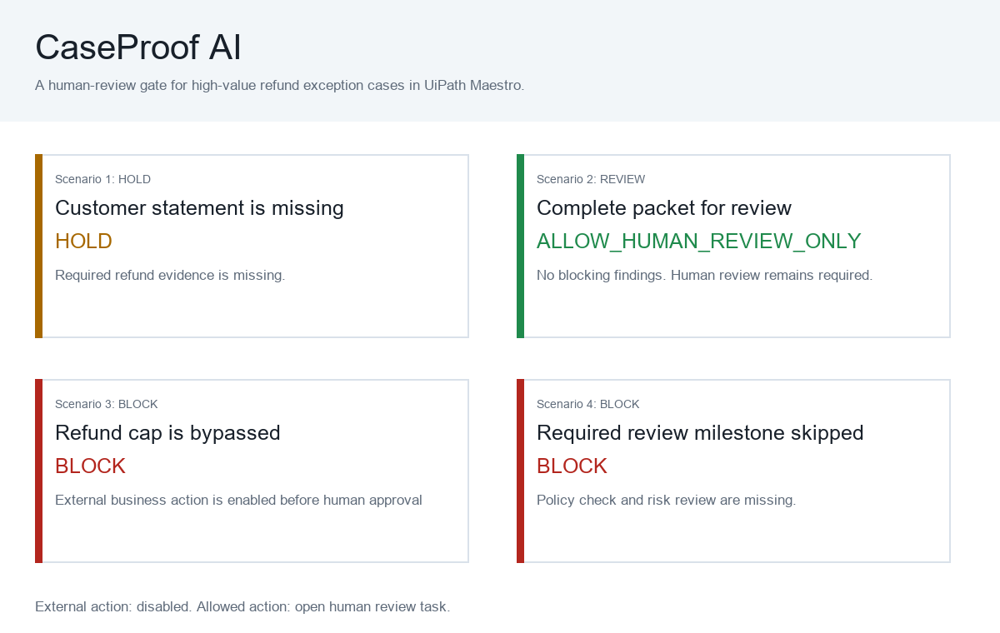 CaseProof AI
A human-review gate for high-value refund exception cases in UiPath Maestro.
Scenario 1: HOLD
Customer statement is missing
HOLD
Required refund evidence is missing.
Scenario 2: REVIEW
Complete packet for review
ALLOW_HUMAN_REVIEW_ONLY
No blocking findings. Human review remains required.
Scenario 3: BLOCK
Refund cap is bypassed
BLOCK
External business action is enabled before human approval
Scenario 4: BLOCK
Required review milestone skipped
BLOCK
Policy check and risk review are missing.
External action: disabled. Allowed action: open human review task.